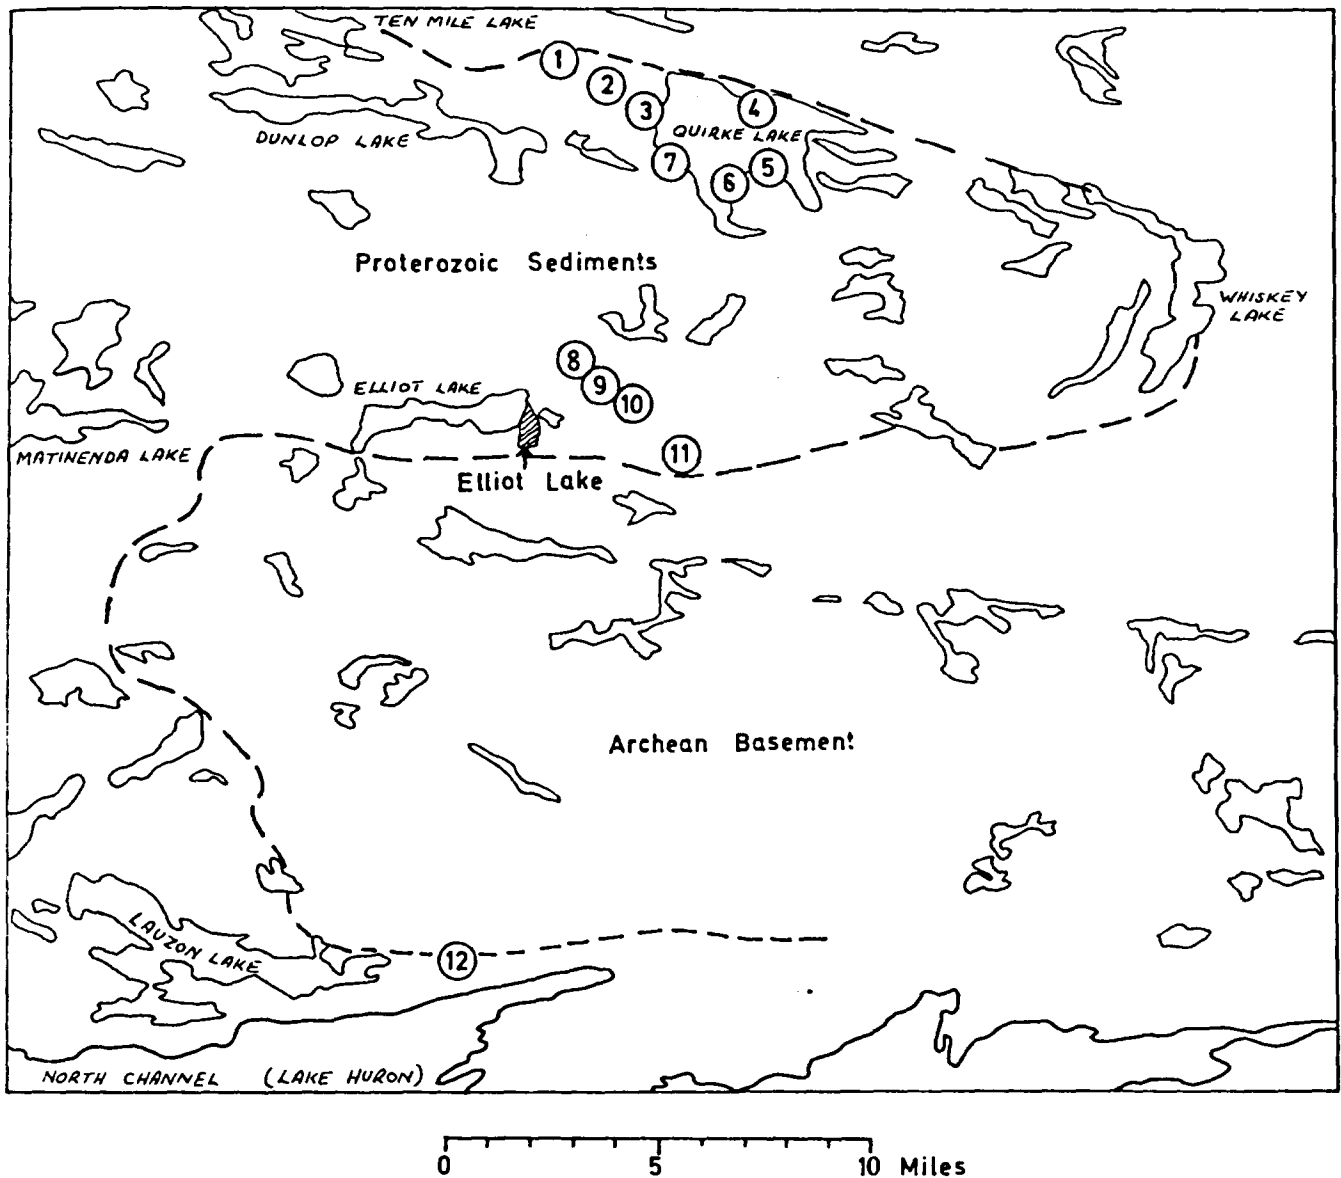 TEN MILE LAKE
1
2
3
4
DUNLOP LAKE
QUIRKE LAKE
7
6
5
Proterozoic Sediments
WHISKEY
LAKE
8
9
10
ELLIOT LAKE
MATINENDA LAKE
11
Elliot Lake
Archean Basement
LAUZON LAKE
12
NORTH CHANNEL (LAKE HURON)
0 5 10 Miles